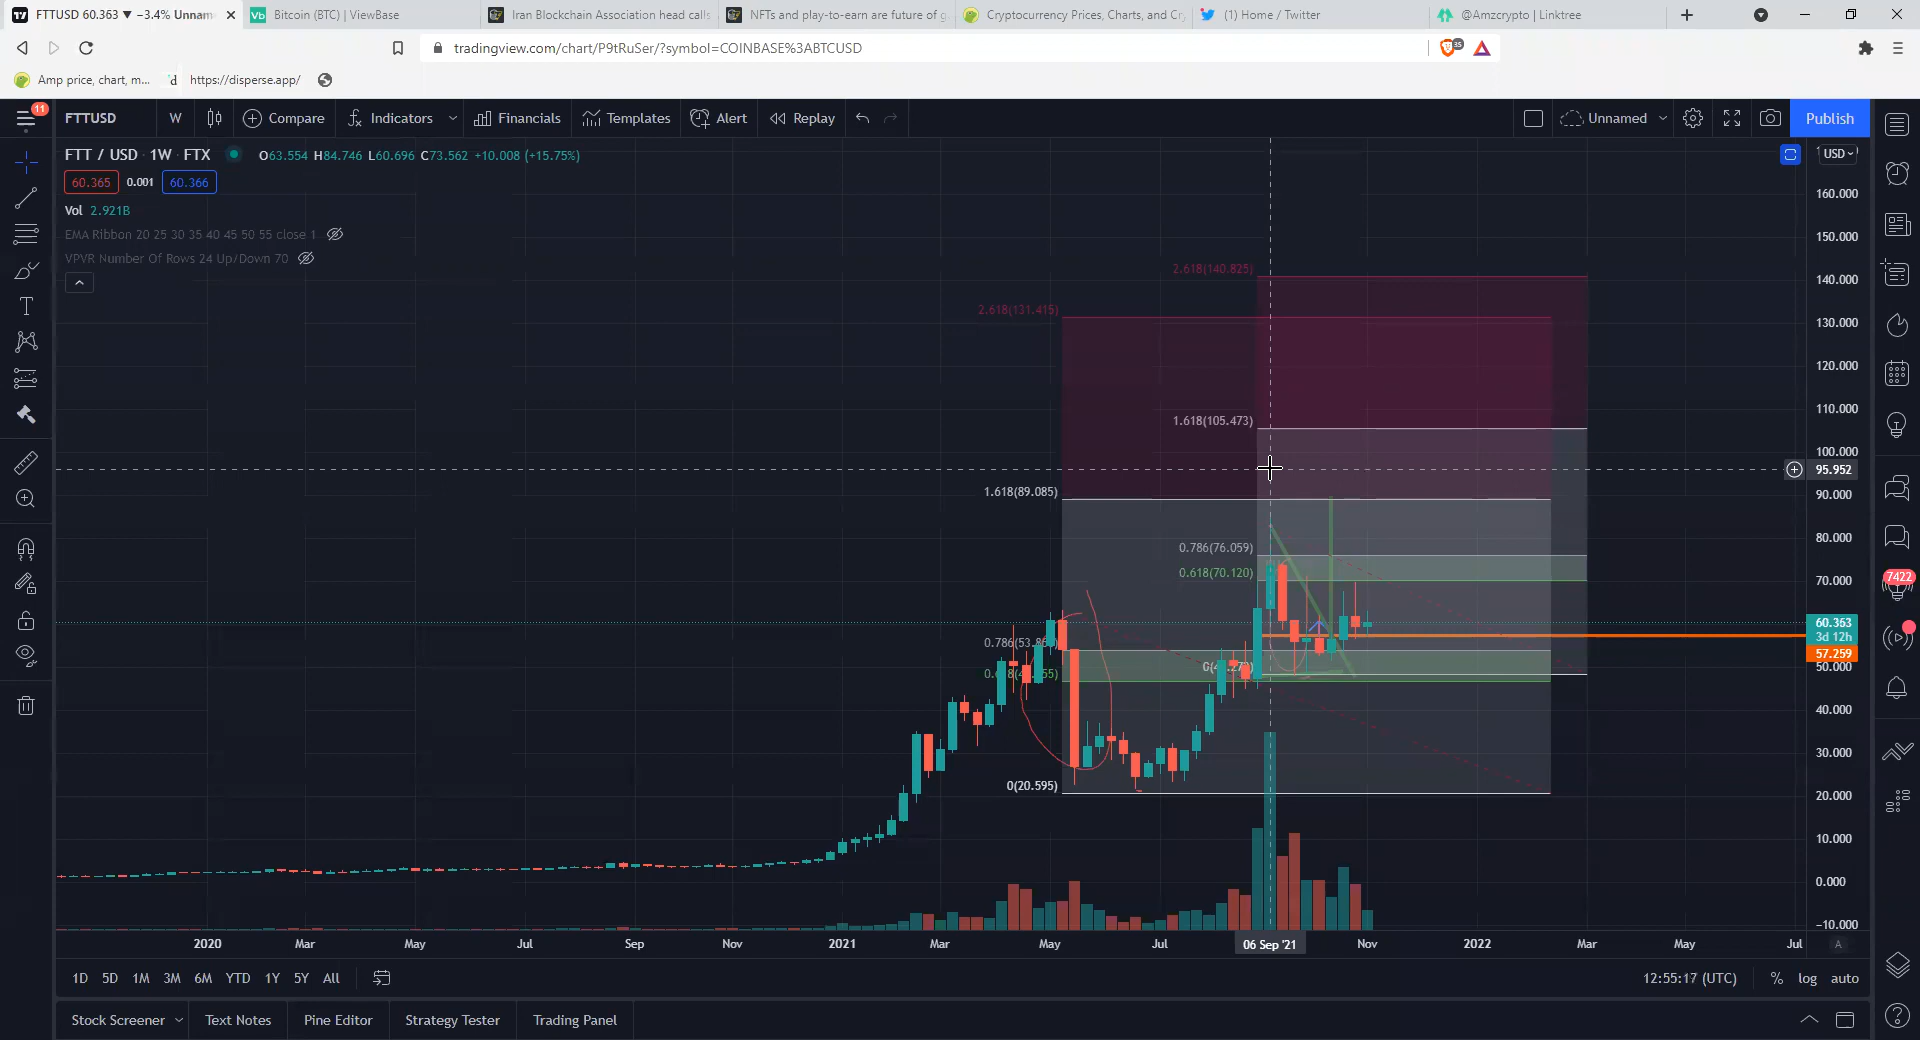 FTTUSD 60.363 ▼ −3.4% Unnam
Bitcoin (BTC) | ViewBase
Iran Blockchain Association head calls
NFTs and play-to-earn are future of g
Cryptocurrency Prices, Charts, and Cr
(1) Home / Twitter
@Amzcrypto | Linktree
tradingview.com/chart/P9tRuSer/?symbol=COINBASE%3ABTCUSD
35
Amp price, chart, m...
d https://disperse.app/
11
FTTUSD
W
Compare
Indicators
Financials
Templates
Alert
Replay
Unnamed
Publish
FTT / USD · 1W · FTX
O63.554 H84.746 L60.696 C73.562 +10.008 (+15.75%)
USD
60.365
0.001
60.366
Vol 2.921B
EMA Ribbon 20 25 30 35 40 45 50 55 close 1
VPVR Number Of Rows 24 Up/Down 70
160.000
150.000
140.000
130.000
120.000
110.000
100.000
95.952
90.000
80.000
70.000
60.363
3d 12h
57.259
50.000
40.000
30.000
20.000
10.000
0.000
−10.000
2.618(140.825)
2.618(131.415)
1.618(105.473)
1.618(89.085)
0.786(76.059)
0.618(70.120)
0(20.595)
7422
2020
Mar
May
Jul
Sep
Nov
2021
Mar
May
Jul
06 Sep '21
Nov
2022
Mar
May
Jul
A
1D
5D
1M
3M
6M
YTD
1Y
5Y
All
12:55:17 (UTC)
%
log
auto
Stock Screener
Text Notes
Pine Editor
Strategy Tester
Trading Panel